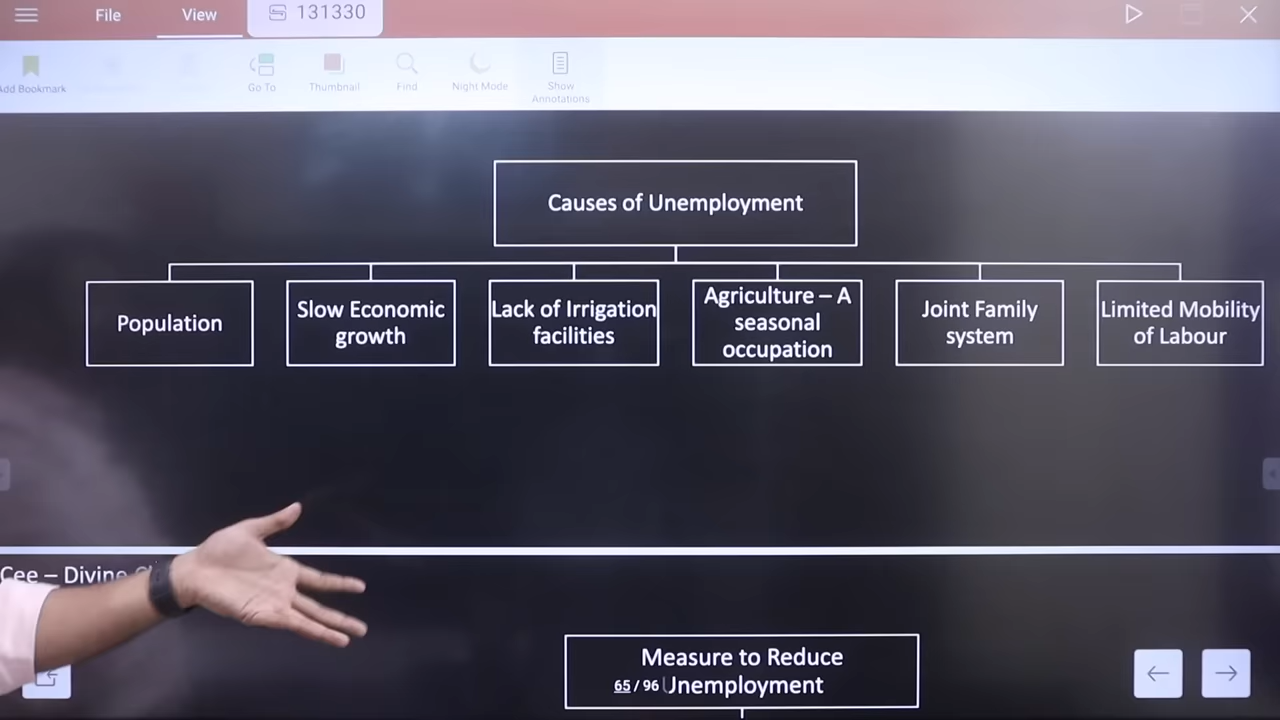 File
View
131330
Add Bookmark
Go To
Thumbnail
Find
Night Mode
Show
Annotations
Causes of Unemployment
Population
Slow Economic
growth
Lack of Irrigation
facilities
Agriculture – A
seasonal
occupation
Joint Family
system
Limited Mobility
of Labour
Cee – Divine
Measure to Reduce
Unemployment
65 / 96